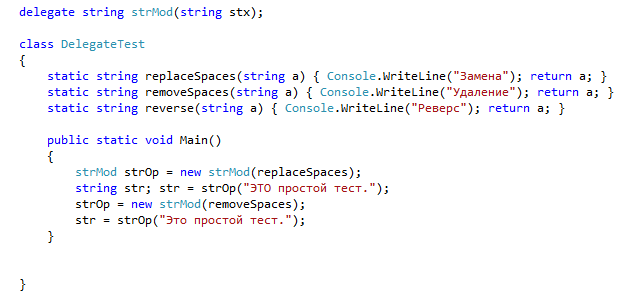 delegate string strMod(string stx);
class DelegateTest
{
static string replaceSpaces(string a) { Console.WriteLine("Замена"); return a; }
static string removeSpaces(string a) { Console.WriteLine("Удаление"); return a; }
static string reverse(string a) { Console.WriteLine("Реверс"); return a; }
public static void Main()
{
strMod strOp = new strMod(replaceSpaces);
string str; str = strOp("ЭТО простой тест.");
strOp = new strMod(removeSpaces);
str = strOp("Это простой тест.");
}
}